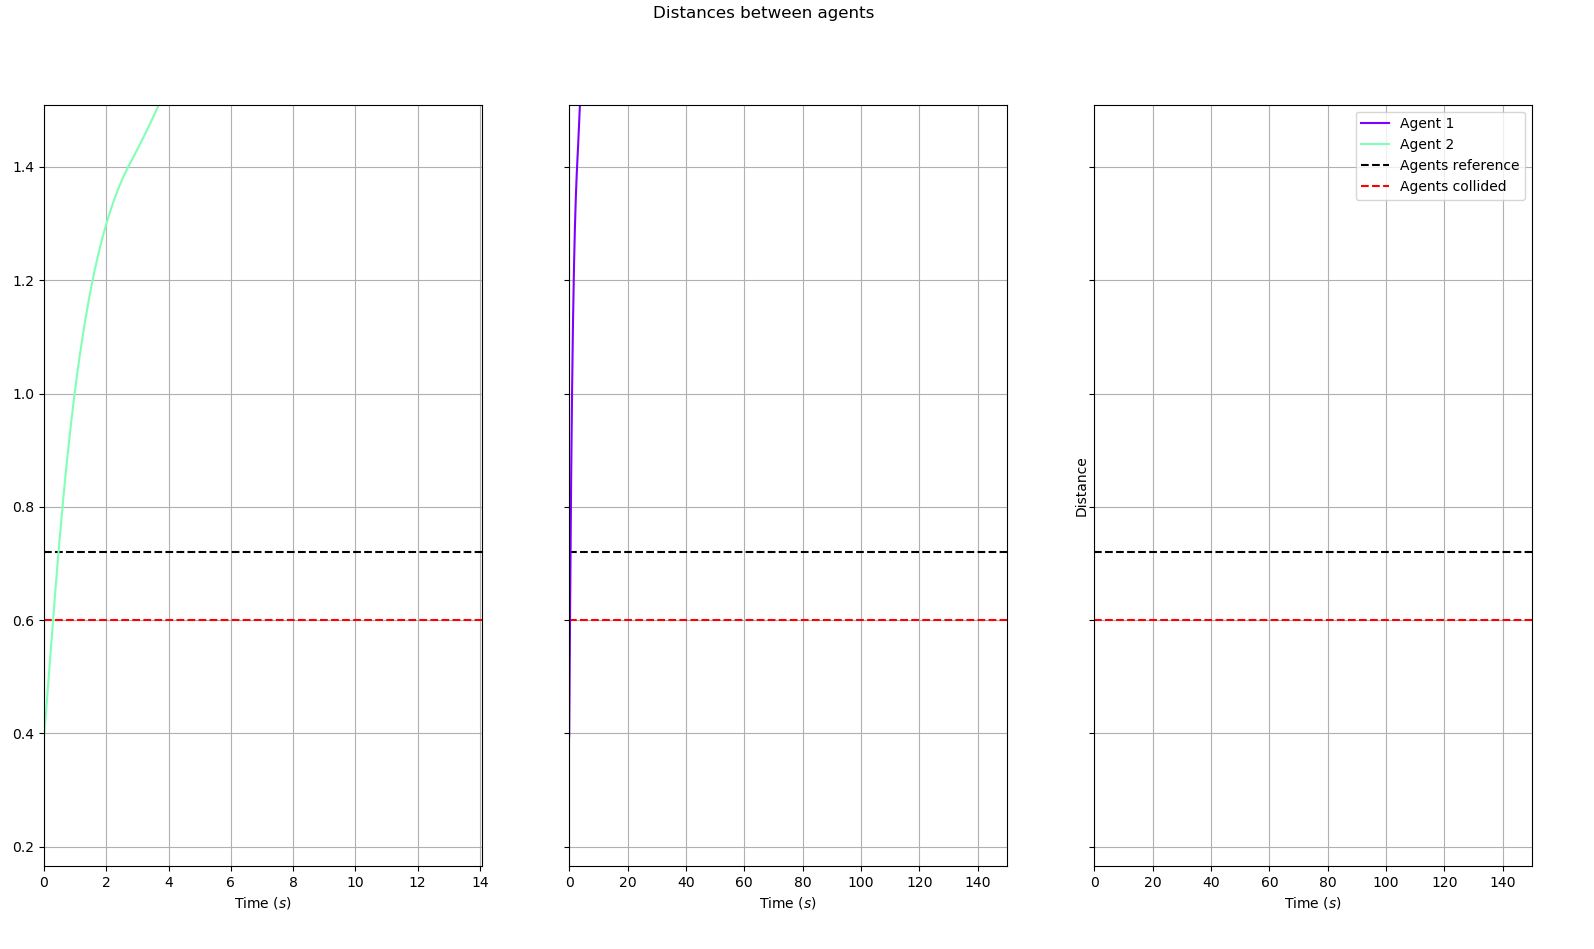 Distances between agents
1.4
1.2
1.0
0.8
0.6
0.4
0.2
0 2 4 6 8 10 12 14
Time (s)
0 20 40 60 80 100 120 140
Time (s)
Distance
Agent 1
Agent 2
Agents reference
Agents collided
0 20 40 60 80 100 120 140
Time (s)